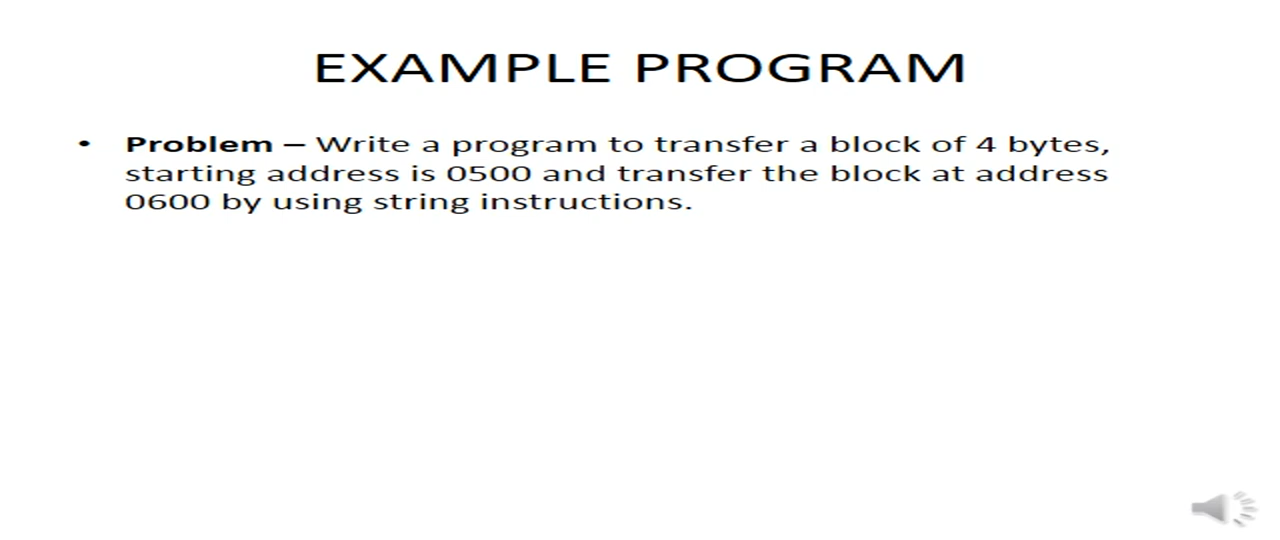 EXAMPLE PROGRAM
• Problem – Write a program to transfer a block of 4 bytes,
starting address is 0500 and transfer the block at address
0600 by using string instructions.